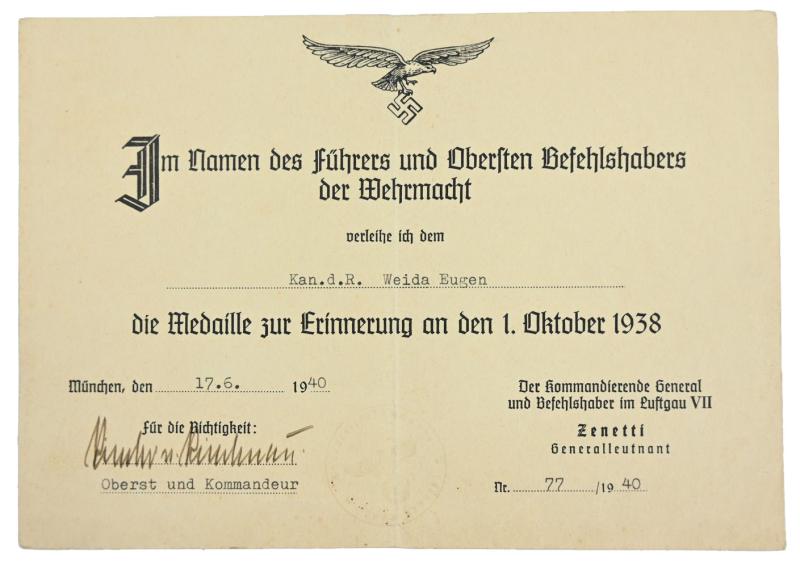 Im Namen des Führers und Obersten Befehlshabers
der Wehrmacht
verleihe ich dem
Kan.d.R. Weida Eugen
die Medaille zur Erinnerung an den 1. Oktober 1938
München, den 17.6. 1940
Für die Richtigkeit:
Oberst und Kommandeur
Der Kommandierende General
und Befehlshaber im Luftgau VII
Zenetti
Generalleutnant
Nr. 77 /19 40